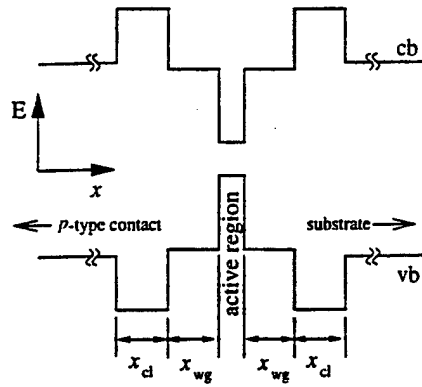 cb
E
x
p-type contact
active region
substrate
vb
x_cl
x_wg
x_wg
x_cl